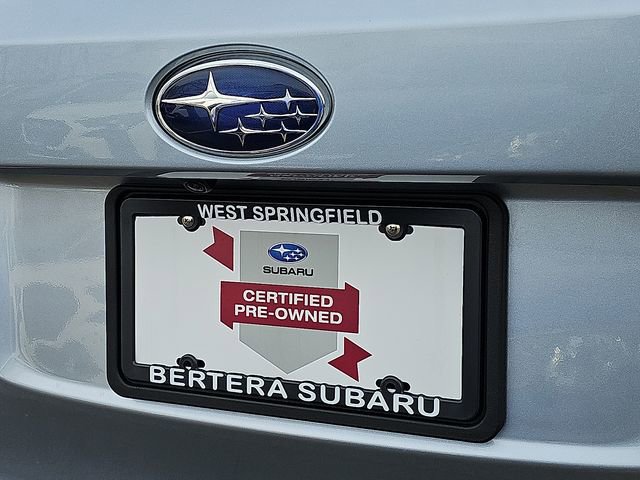 WEST SPRINGFIELD
SUBARU
CERTIFIED
PRE-OWNED
BERTERA SUBARU